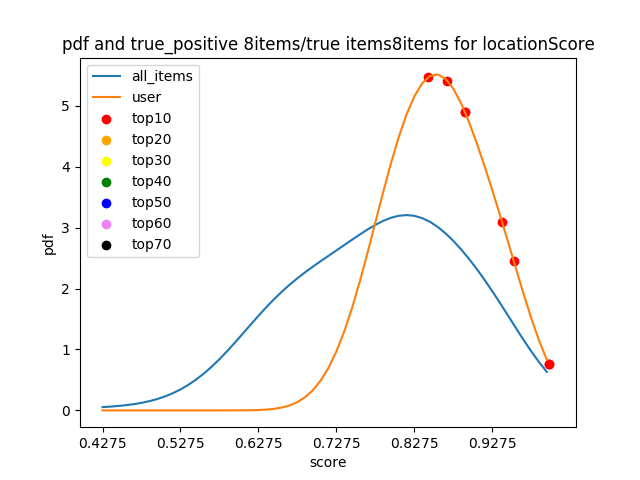 pdf and true_positive 8items/true items8items for locationScore
all_items
user
top10
top20
top30
top40
top50
top60
top70
pdf
5
4
3
2
1
0
0.4275 0.5275 0.6275 0.7275 0.8275 0.9275
score